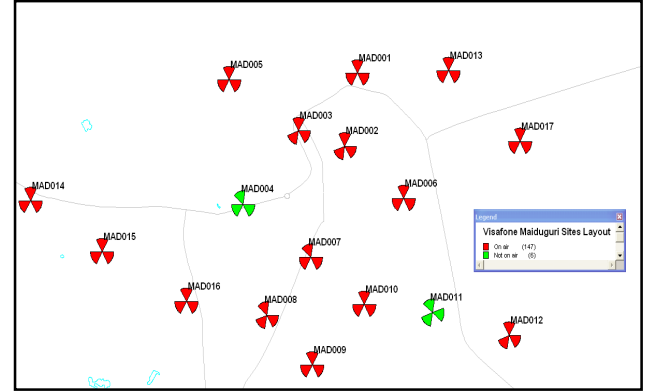 MAD005
MAD001
MAD013
MAD003
MAD002
MAD017
MAD014
MAD004
MAD006
MAD015
MAD007
MAD016
MAD008
MAD010
MAD011
MAD012
MAD009
Legend
Visafone Maiduguri Sites Layout
On air (147)
Not on air (6)